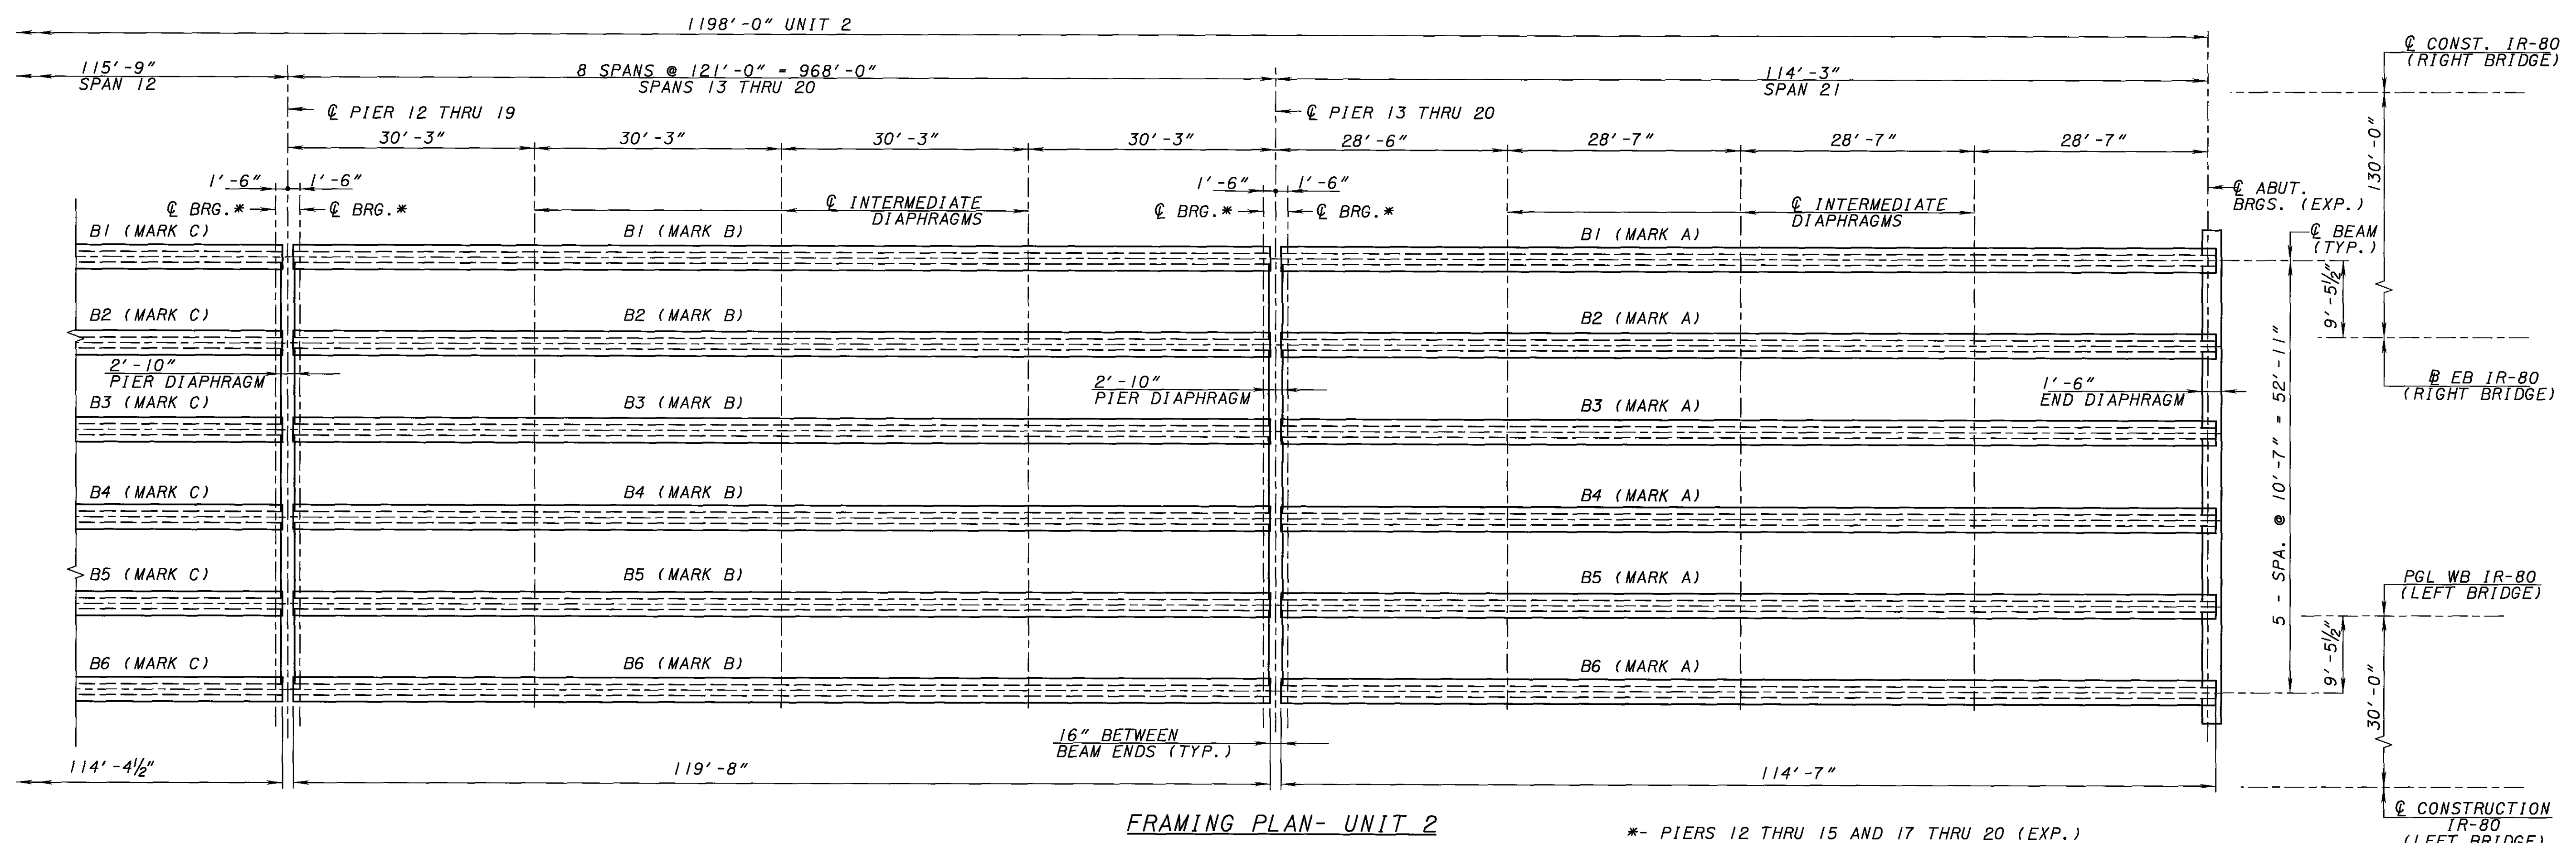 1198'-0" UNIT 2
115'-9"
SPAN 12
8 SPANS @ 121'-0" = 968'-0"
SPANS 13 THRU 20
114'-3"
SPAN 21
℄ CONST. IR-80
(RIGHT BRIDGE)
℄ PIER 12 THRU 19
℄ PIER 13 THRU 20
30'-3"
30'-3"
30'-3"
30'-3"
28'-6"
28'-7"
28'-7"
28'-7"
130'-0"
1'-6"
1'-6"
1'-6"
1'-6"
℄ BRG.*
℄ BRG.*
℄ INTERMEDIATE
DIAPHRAGMS
℄ BRG.*
℄ BRG.*
℄ INTERMEDIATE
DIAPHRAGMS
℄ ABUT.
BRGS. (EXP.)
B1 (MARK C)
B1 (MARK B)
B1 (MARK A)
℄ BEAM
(TYP.)
9'-5½"
B2 (MARK C)
B2 (MARK B)
B2 (MARK A)
2'-10"
PIER DIAPHRAGM
2'-10"
PIER DIAPHRAGM
1'-6"
END DIAPHRAGM
5 - SPA. @ 10'-7" = 52'-11"
BL EB IR-80
(RIGHT BRIDGE)
B3 (MARK C)
B3 (MARK B)
B3 (MARK A)
B4 (MARK C)
B4 (MARK B)
B4 (MARK A)
B5 (MARK C)
B5 (MARK B)
B5 (MARK A)
PGL WB IR-80
(LEFT BRIDGE)
B6 (MARK C)
B6 (MARK B)
B6 (MARK A)
9'-5½"
30'-0"
16" BETWEEN
BEAM ENDS (TYP.)
114'-4½"
119'-8"
114'-7"
FRAMING PLAN- UNIT 2
*- PIERS 12 THRU 15 AND 17 THRU 20 (EXP.)
℄ CONSTRUCTION
IR-80
(LEFT BRIDGE)